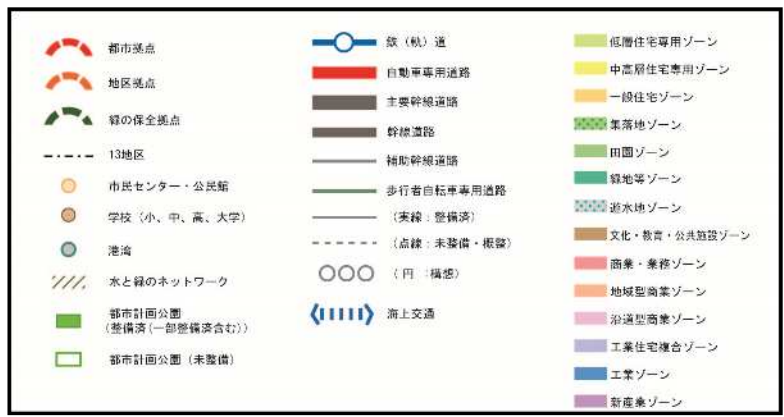 都市拠点
地区拠点
緑の保全拠点
13地区
市民センター・公民館
学校（小、中、高、大学）
港湾
水と緑のネットワーク
都市計画公園
（整備済（一部整備済含む））
都市計画公園（未整備）
鉄（軌）道
自動車専用道路
主要幹線道路
幹線道路
補助幹線道路
歩行者自転車専用道路
（実線：整備済）
（点線：未整備・概整）
（円　：構想）
海上交通
低層住宅専用ゾーン
中高層住宅専用ゾーン
一般住宅ゾーン
集落地ゾーン
田園ゾーン
緑地等ゾーン
遊水地ゾーン
文化・教育・公共施設ゾーン
商業・業務ゾーン
地域型商業ゾーン
沿道型商業ゾーン
工業住宅複合ゾーン
工業ゾーン
新産業ゾーン